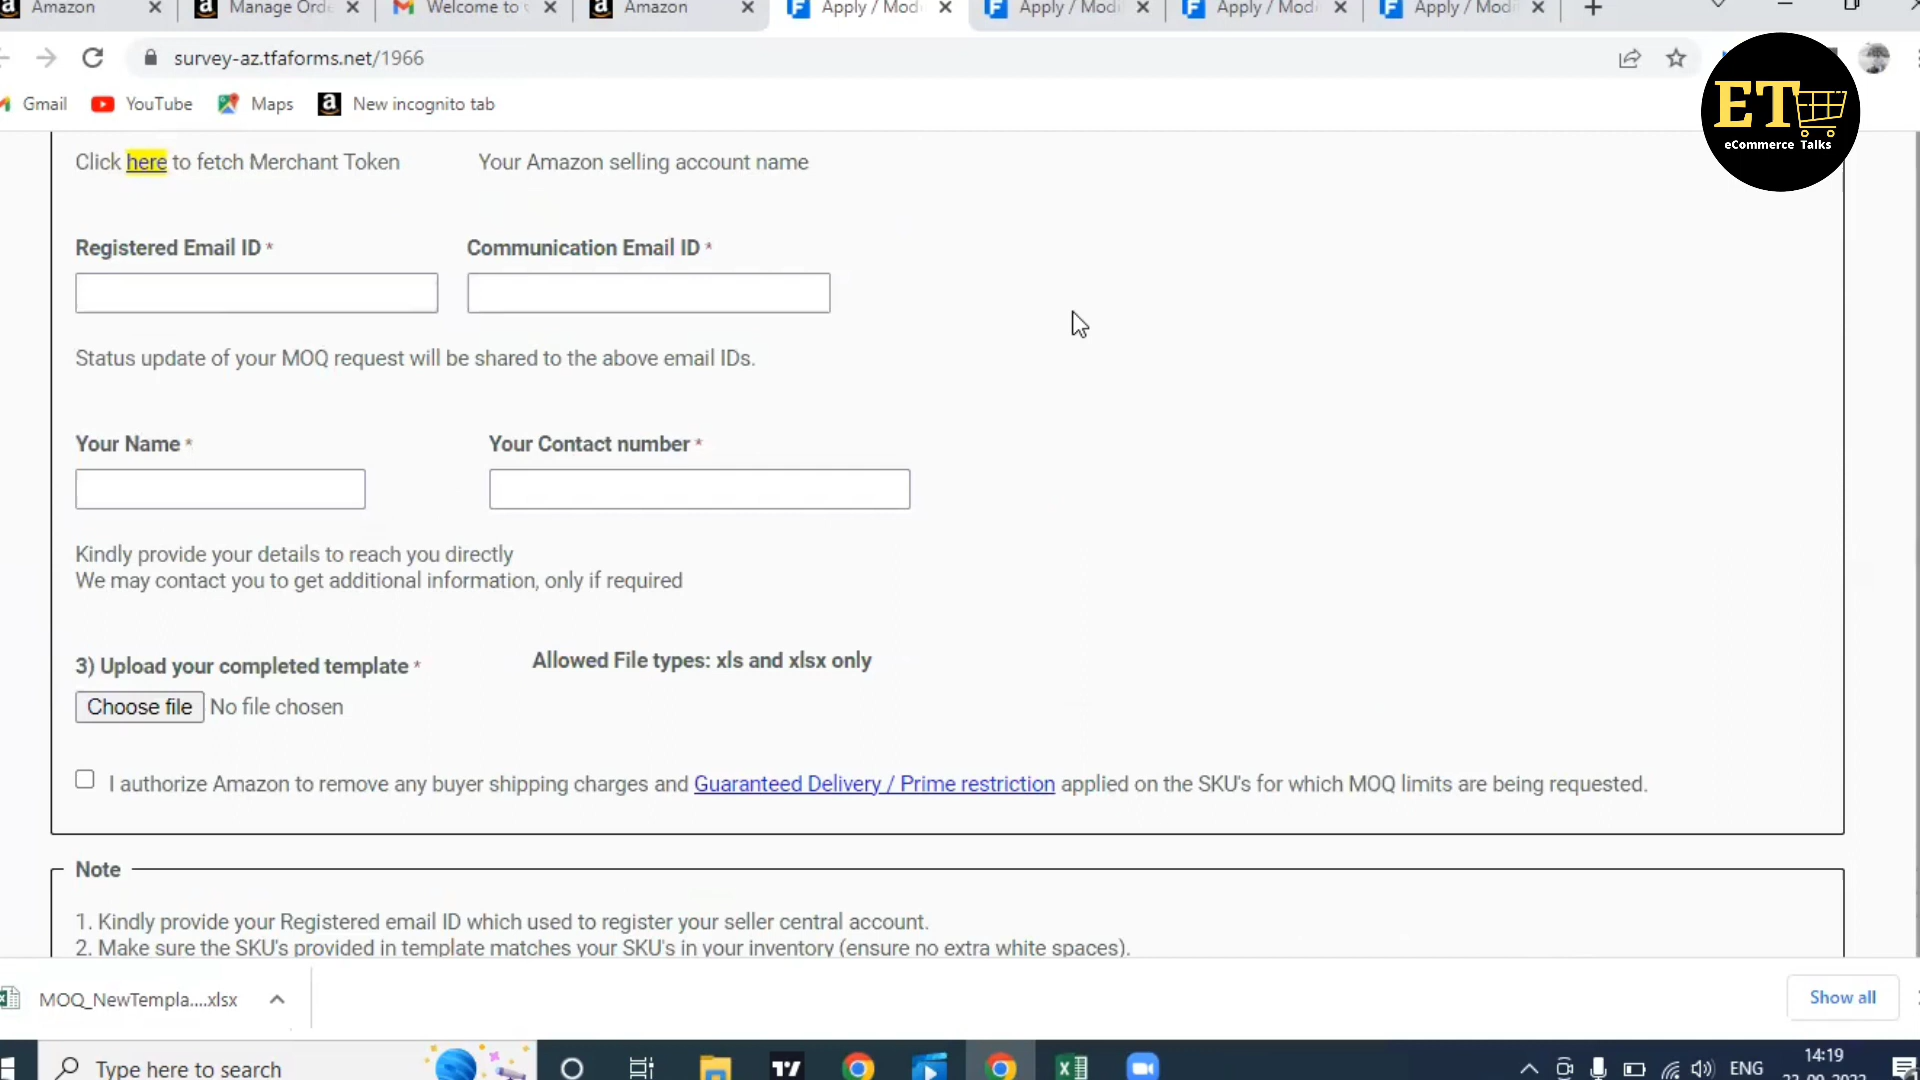 Amazon
Manage Orde
Welcome to
Amazon
Apply / Modi
Apply / Modi
Apply / Modi
Apply / Modi
survey-az.tfaforms.net/1966
Gmail
YouTube
Maps
New incognito tab
ET
eCommerce Talks
Click here to fetch Merchant Token
Your Amazon selling account name
Registered Email ID *
Communication Email ID *
Status update of your MOQ request will be shared to the above email IDs.
Your Name *
Your Contact number *
Kindly provide your details to reach you directly
We may contact you to get additional information, only if required
3) Upload your completed template *
Allowed File types: xls and xlsx only
Choose file No file chosen
I authorize Amazon to remove any buyer shipping charges and Guaranteed Delivery / Prime restriction applied on the SKU's for which MOQ limits are being requested.
Note
1. Kindly provide your Registered email ID which used to register your seller central account.
2. Make sure the SKU's provided in template matches your SKU's in your inventory (ensure no extra white spaces).
MOQ_NewTempla....xlsx
Show all
Type here to search
ENG
14:19